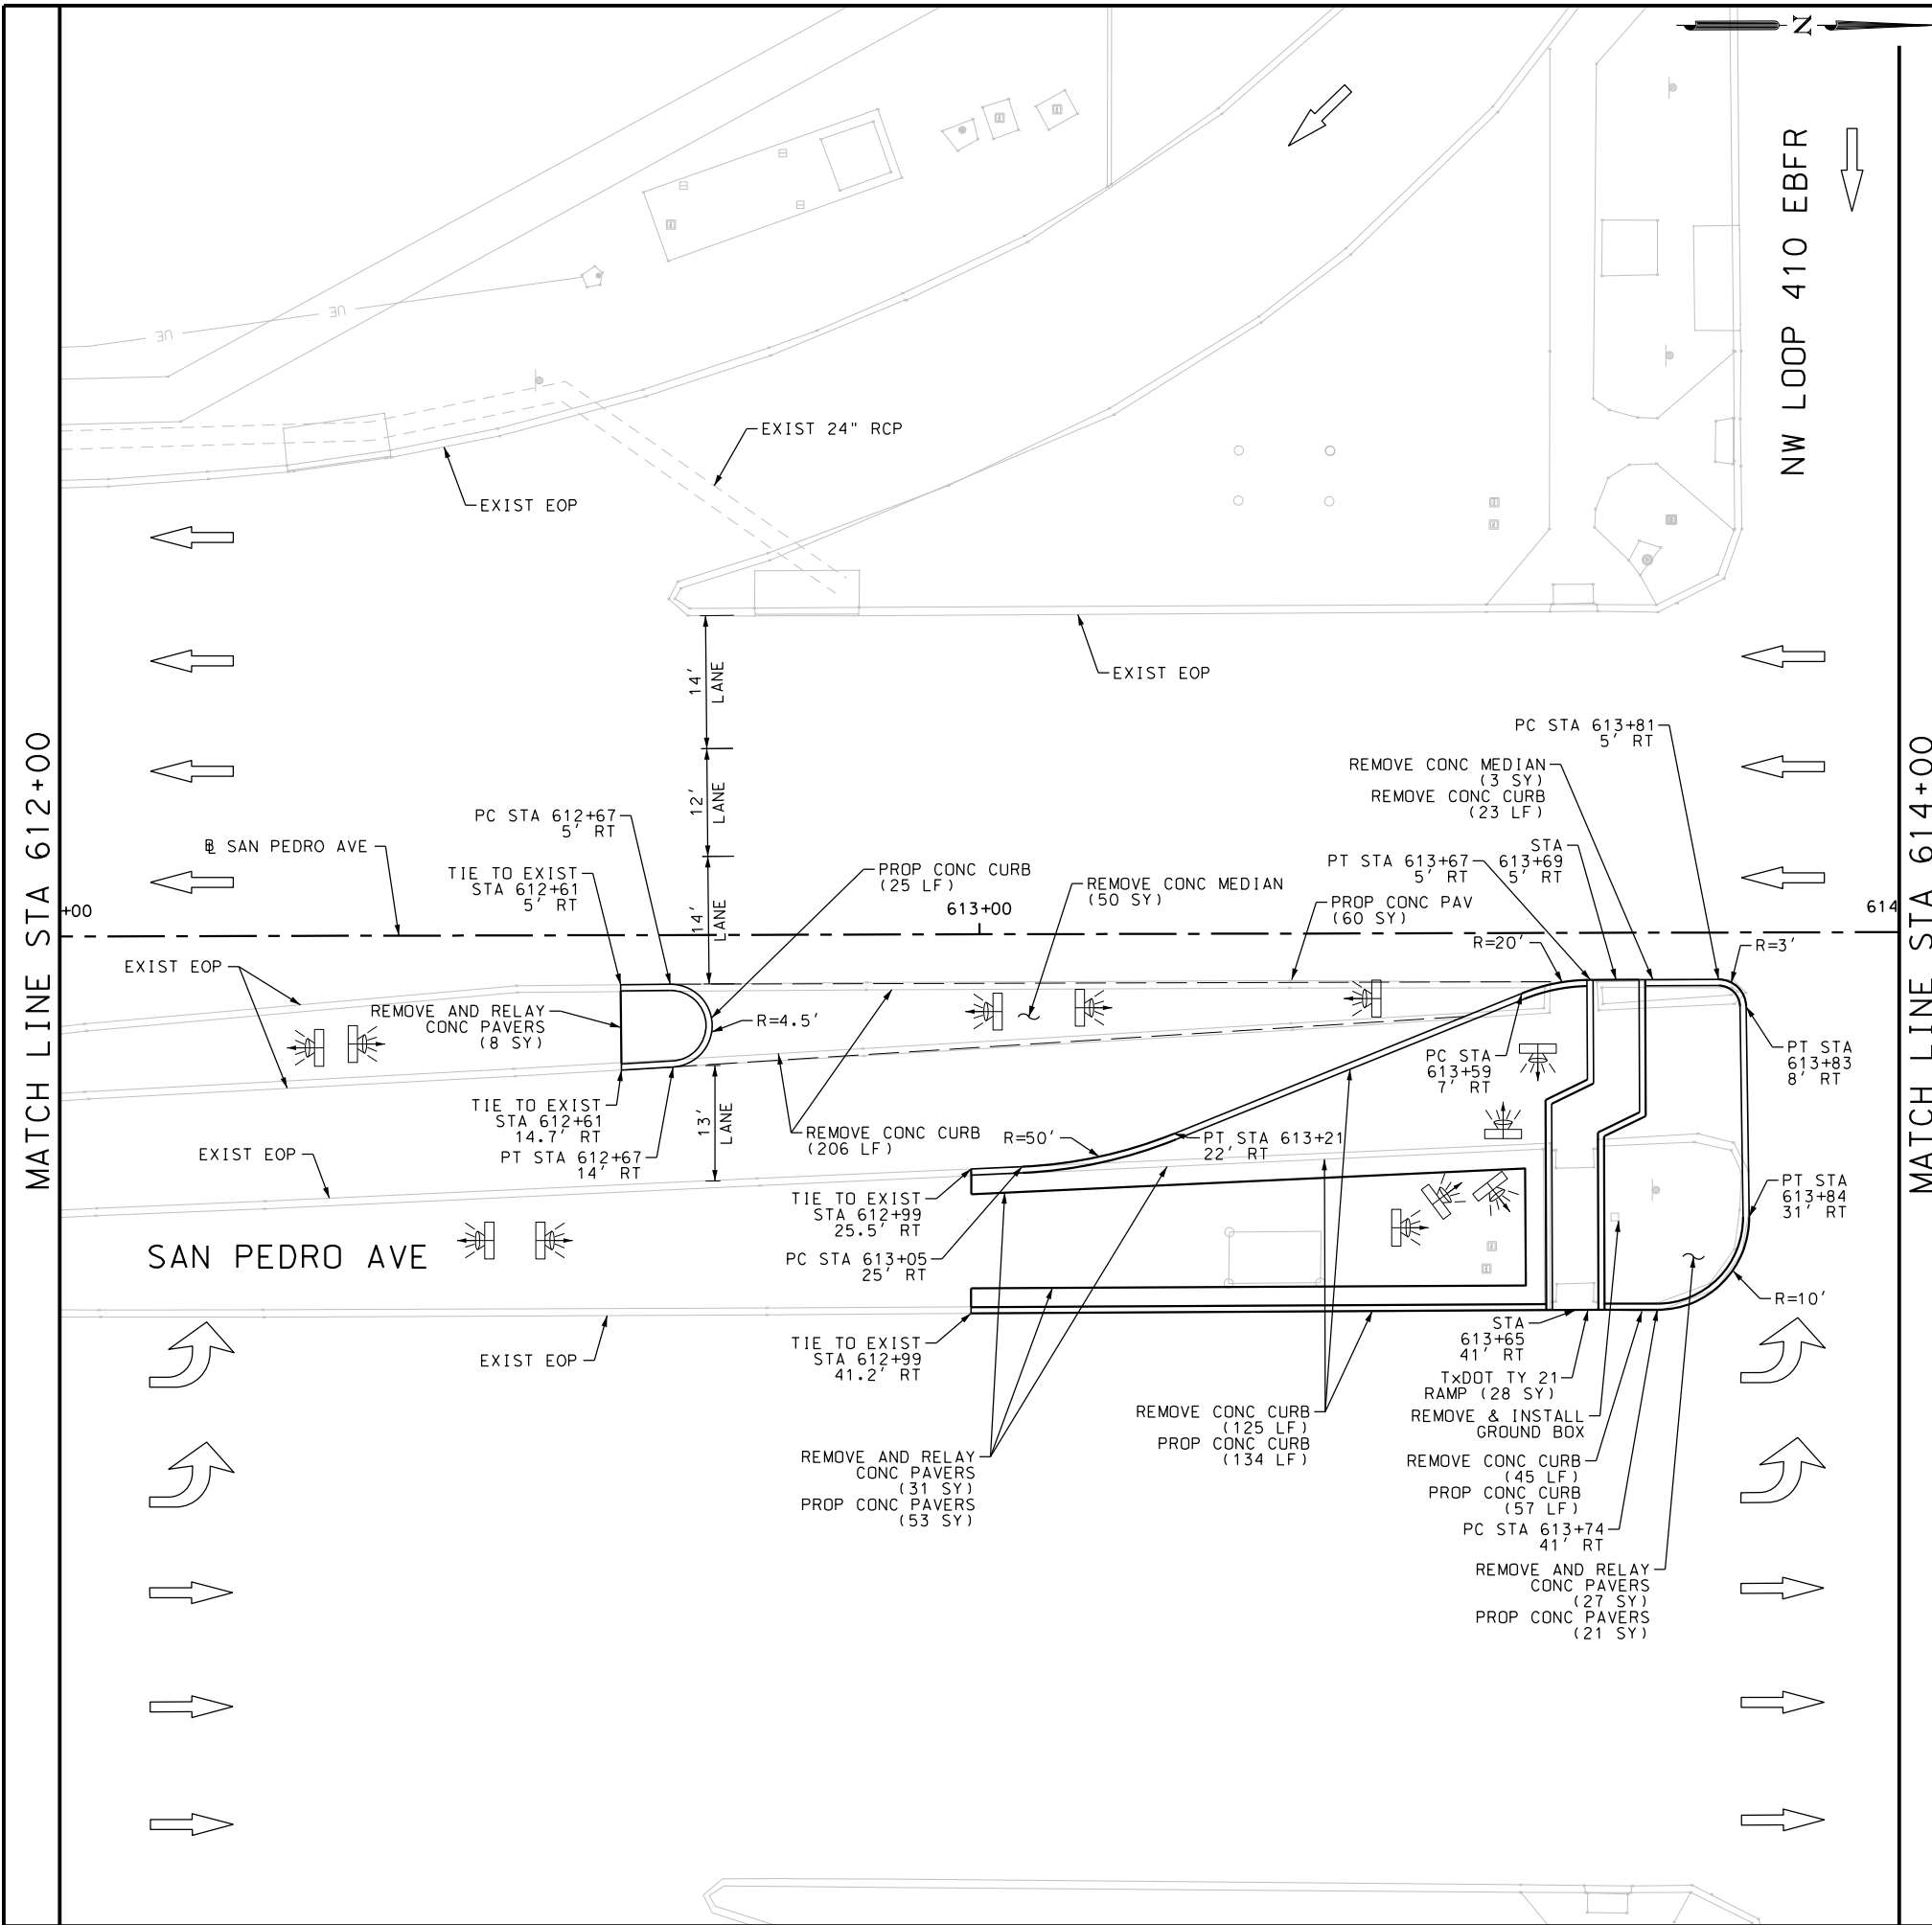 N
NW LOOP 410 EBFR
UE
UE
EXIST 24" RCP
EXIST EOP
EXIST EOP
14'
LANE
12'
LANE
14'
LANE
MATCH LINE STA 612+00
MATCH LINE STA 614+00
PC STA 613+81
5' RT
REMOVE CONC MEDIAN
(3 SY)
REMOVE CONC CURB
(23 LF)
PC STA 612+67
5' RT
℄ SAN PEDRO AVE
TIE TO EXIST
STA 612+61
5' RT
PROP CONC CURB
(25 LF)
REMOVE CONC MEDIAN
(50 SY)
PT STA 613+67
5' RT
STA
613+69
5' RT
PROP CONC PAV
(60 SY)
+00
613+00
614
R=20'
R=3'
EXIST EOP
REMOVE AND RELAY
CONC PAVERS
(8 SY)
R=4.5'
PC STA
613+59
7' RT
PT STA
613+83
8' RT
TIE TO EXIST
STA 612+61
14.7' RT
PT STA 612+67
14' RT
13'
LANE
REMOVE CONC CURB
(206 LF)
R=50'
PT STA 613+21
22' RT
EXIST EOP
TIE TO EXIST
STA 612+99
25.5' RT
PT STA
613+84
31' RT
SAN PEDRO AVE
PC STA 613+05
25' RT
R=10'
EXIST EOP
TIE TO EXIST
STA 612+99
41.2' RT
STA
613+65
41' RT
TxDOT TY 21
RAMP (28 SY)
REMOVE & INSTALL
GROUND BOX
REMOVE CONC CURB
(125 LF)
PROP CONC CURB
(134 LF)
REMOVE AND RELAY
CONC PAVERS
(31 SY)
PROP CONC PAVERS
(53 SY)
REMOVE CONC CURB
(45 LF)
PROP CONC CURB
(57 LF)
PC STA 613+74
41' RT
REMOVE AND RELAY
CONC PAVERS
(27 SY)
PROP CONC PAVERS
(21 SY)